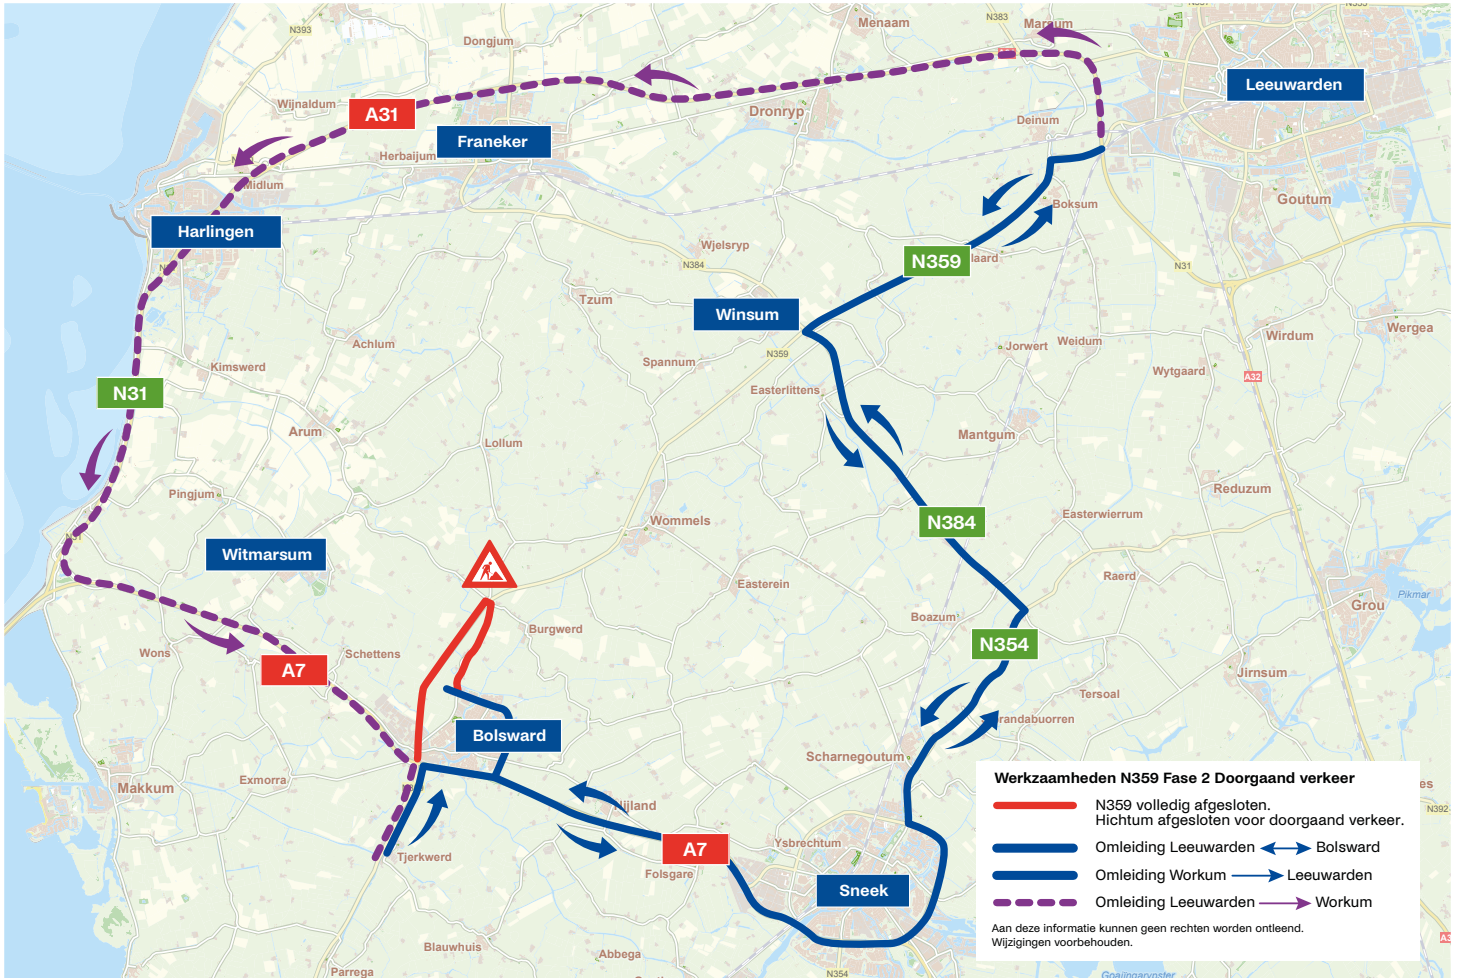 N393
Menaam
N383
Marsum
Dongjum
Leeuwarden
Wijnaldum
A31
Dronryp
Deinum
Franeker
Herbaijum
Midlum
Boksum
Goutum
Harlingen
Wjelsryp
N359
laard
N384
N31
Tzum
Winsum
Wergea
Wirdum
Achlum
N359
Jorwert
Weidum
Kimswerd
Spannum
Wytgaard
A32
N31
Easterlittens
Arum
Lollum
Mantgum
Pingjum
Reduzum
Wommels
N384
Easterwierrum
Witmarsum
Easterein
Raerd
Pikmar
Grou
Boazum
Burgwerd
N354
Wons
Schettens
A7
Jirnsum
Tersoal
randabuorren
Bolsward
Scharnegoutum
Exmorra
Makkum
Nijland
Ysbrechtum
A7
Tjerkwerd
Folsgare
Sneek
Blauwhuis
Abbega
Parrega
N354
Werkzaamheden N359 Fase 2 Doorgaand verkeer
N359 volledig afgesloten.
Hichtum afgesloten voor doorgaand verkeer.
Omleiding Leeuwarden Bolsward
Omleiding Workum Leeuwarden
Omleiding Leeuwarden Workum
Aan deze informatie kunnen geen rechten worden ontleend.
Wijzigingen voorbehouden.
es
N392